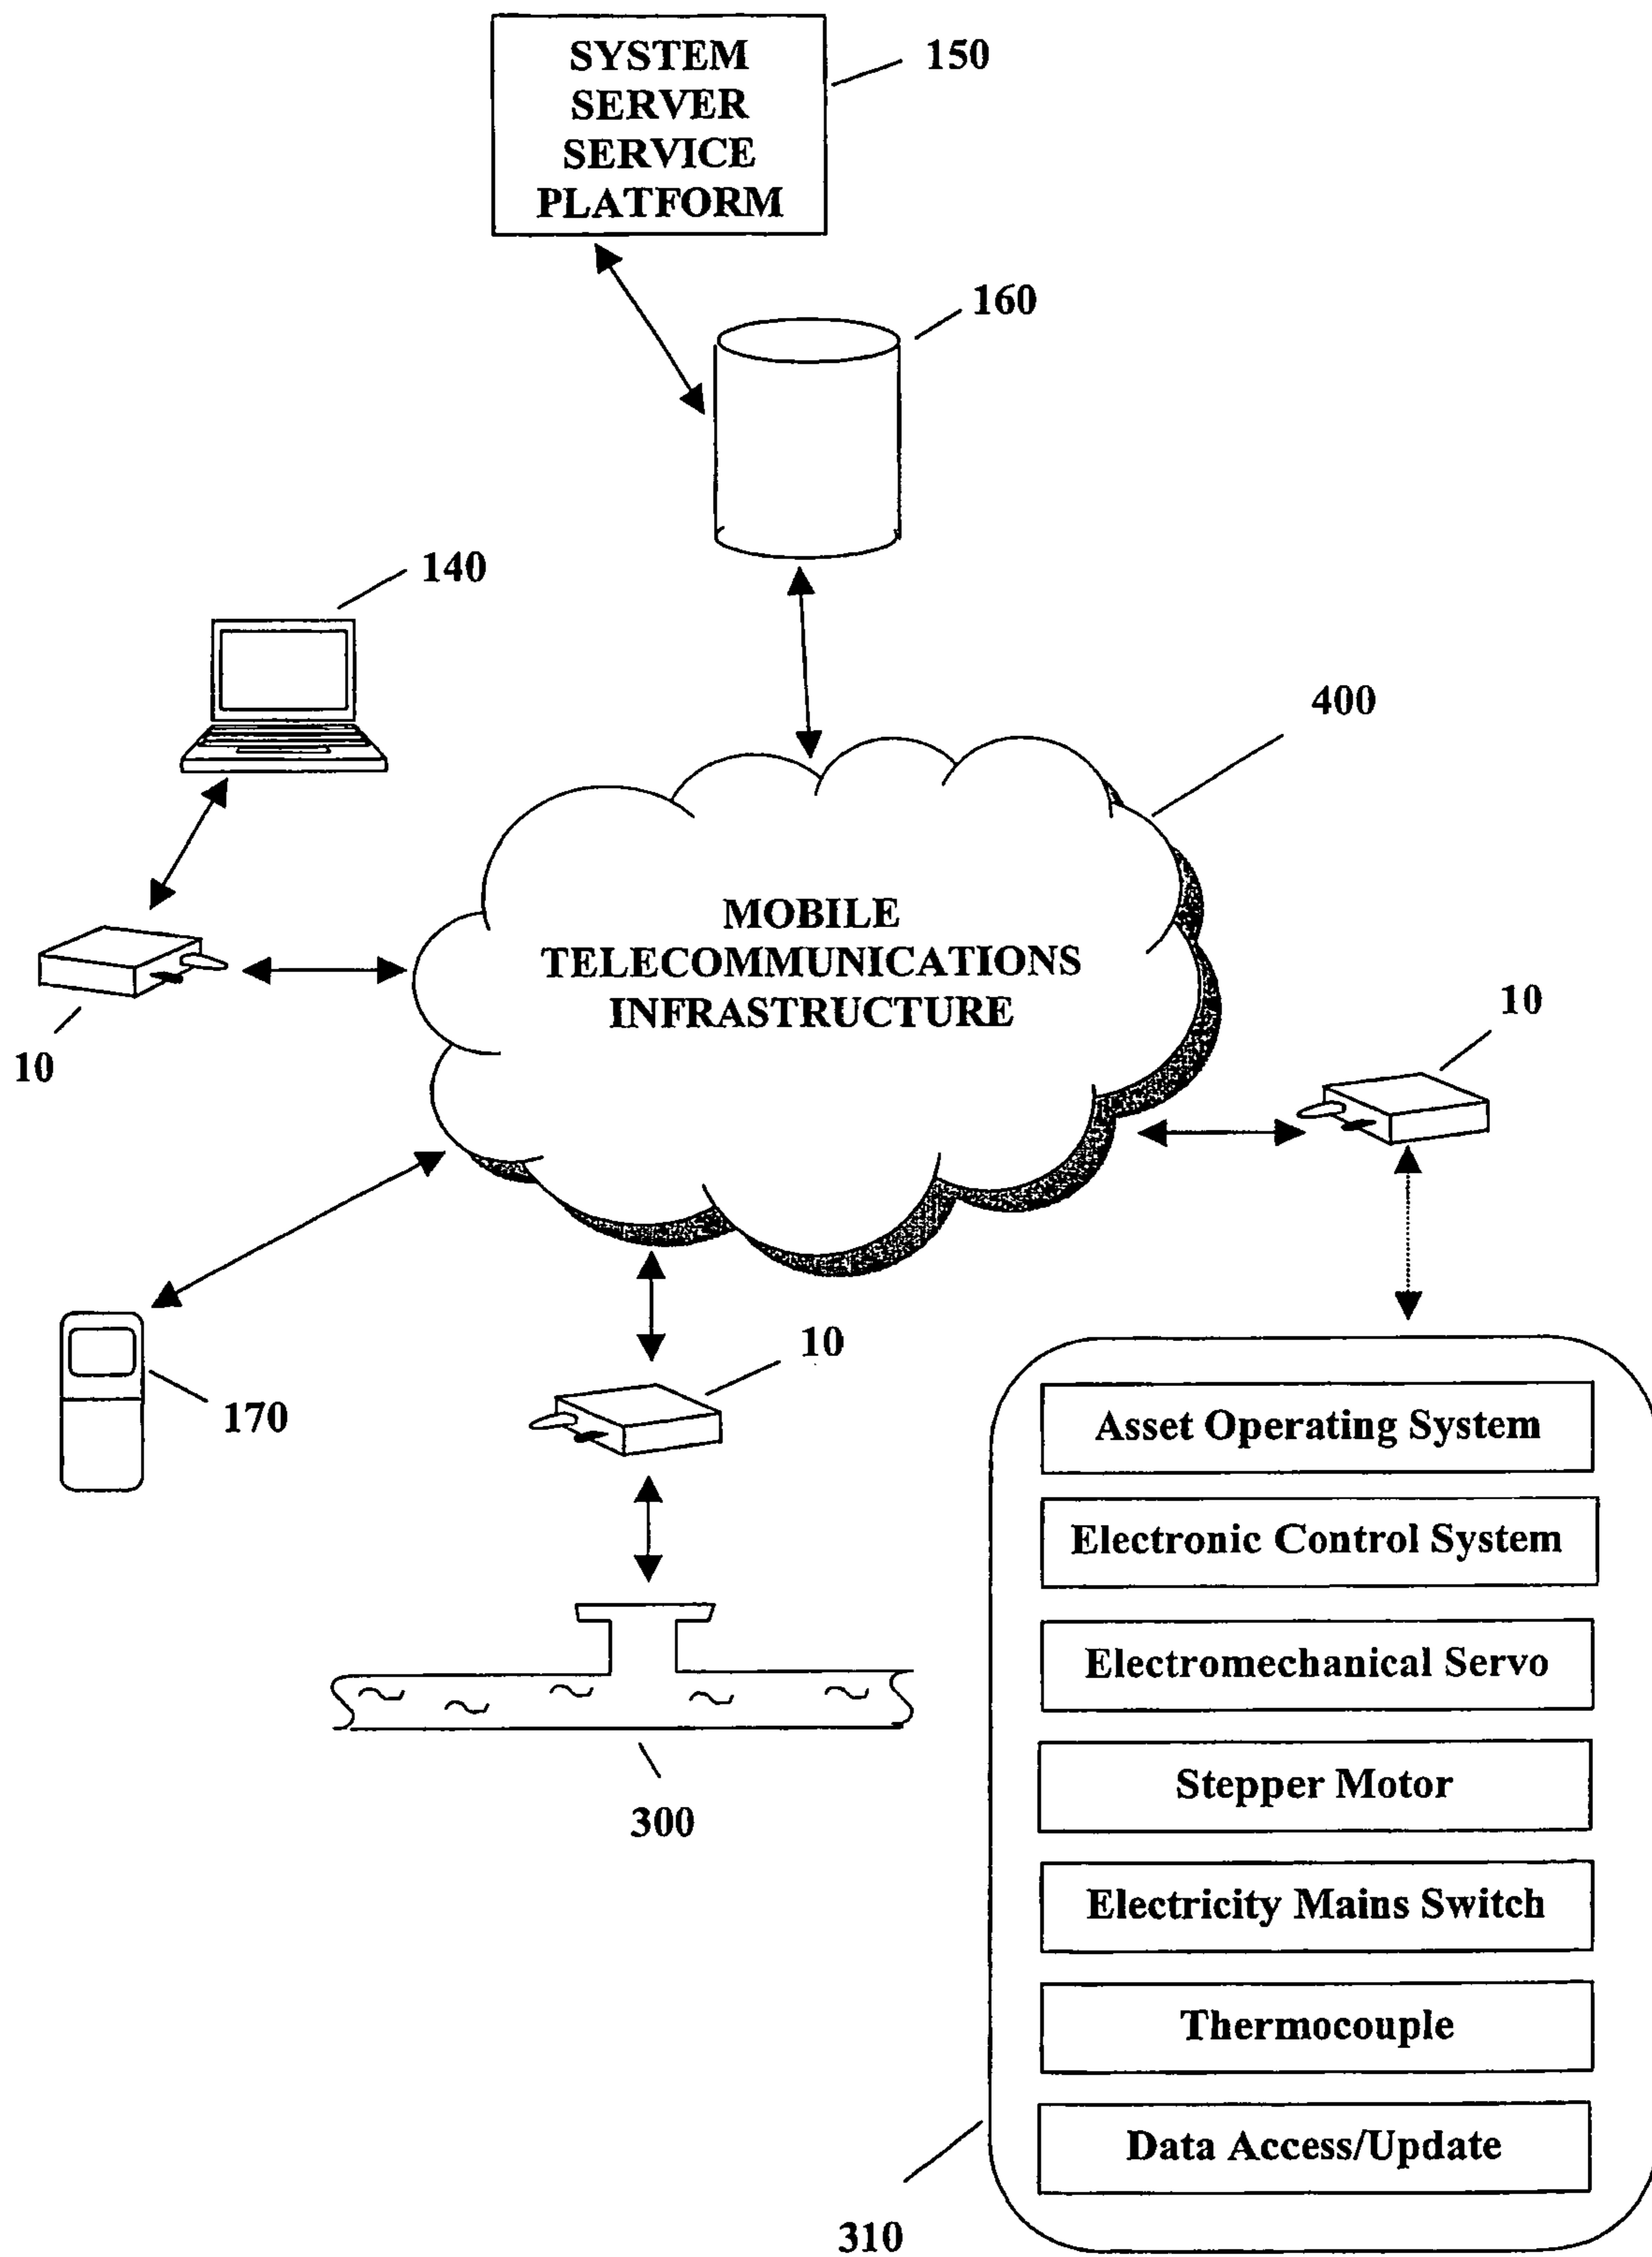 SYSTEM
SERVER
SERVICE
PLATFORM
150
160
140
400
MOBILE
TELECOMMUNICATIONS
INFRASTRUCTURE
10
10
10
170
300
Asset Operating System
Electronic Control System
Electromechanical Servo
Stepper Motor
Electricity Mains Switch
Thermocouple
Data Access/Update
310